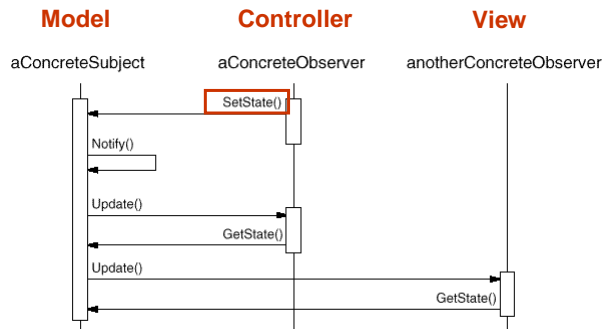 Model Controller View
aConcreteSubject aConcreteObserver anotherConcreteObserver
SetState()
Notify()
Update()
GetState()
Update()
GetState()